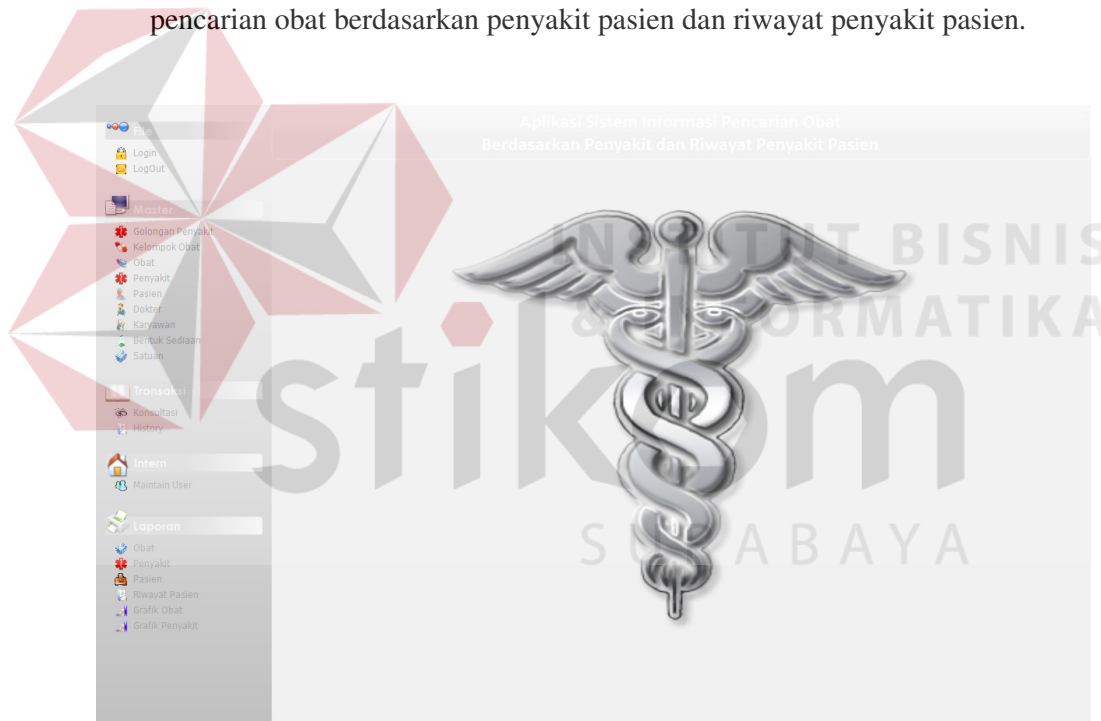 pencarian obat berdasarkan penyakit pasien dan riwayat penyakit pasien.
Aplikasi Sistem Informasi Pencarian Obat
Berdasarkan Penyakit dan Riwayat Penyakit Pasien
File
Login
LogOut
Master
Golongan Penyakit
Kelompok Obat
Obat
Penyakit
Pasien
Dokter
Karyawan
Bentuk Sediaan
Satuan
Transaksi
Konsultasi
History
Intern
Maintain User
Laporan
Obat
Penyakit
Pasien
Riwayat Pasien
Grafik Obat
Grafik Penyakit
INSTITUT BISNIS
& INFORMATIKA
stikom
SURABAYA